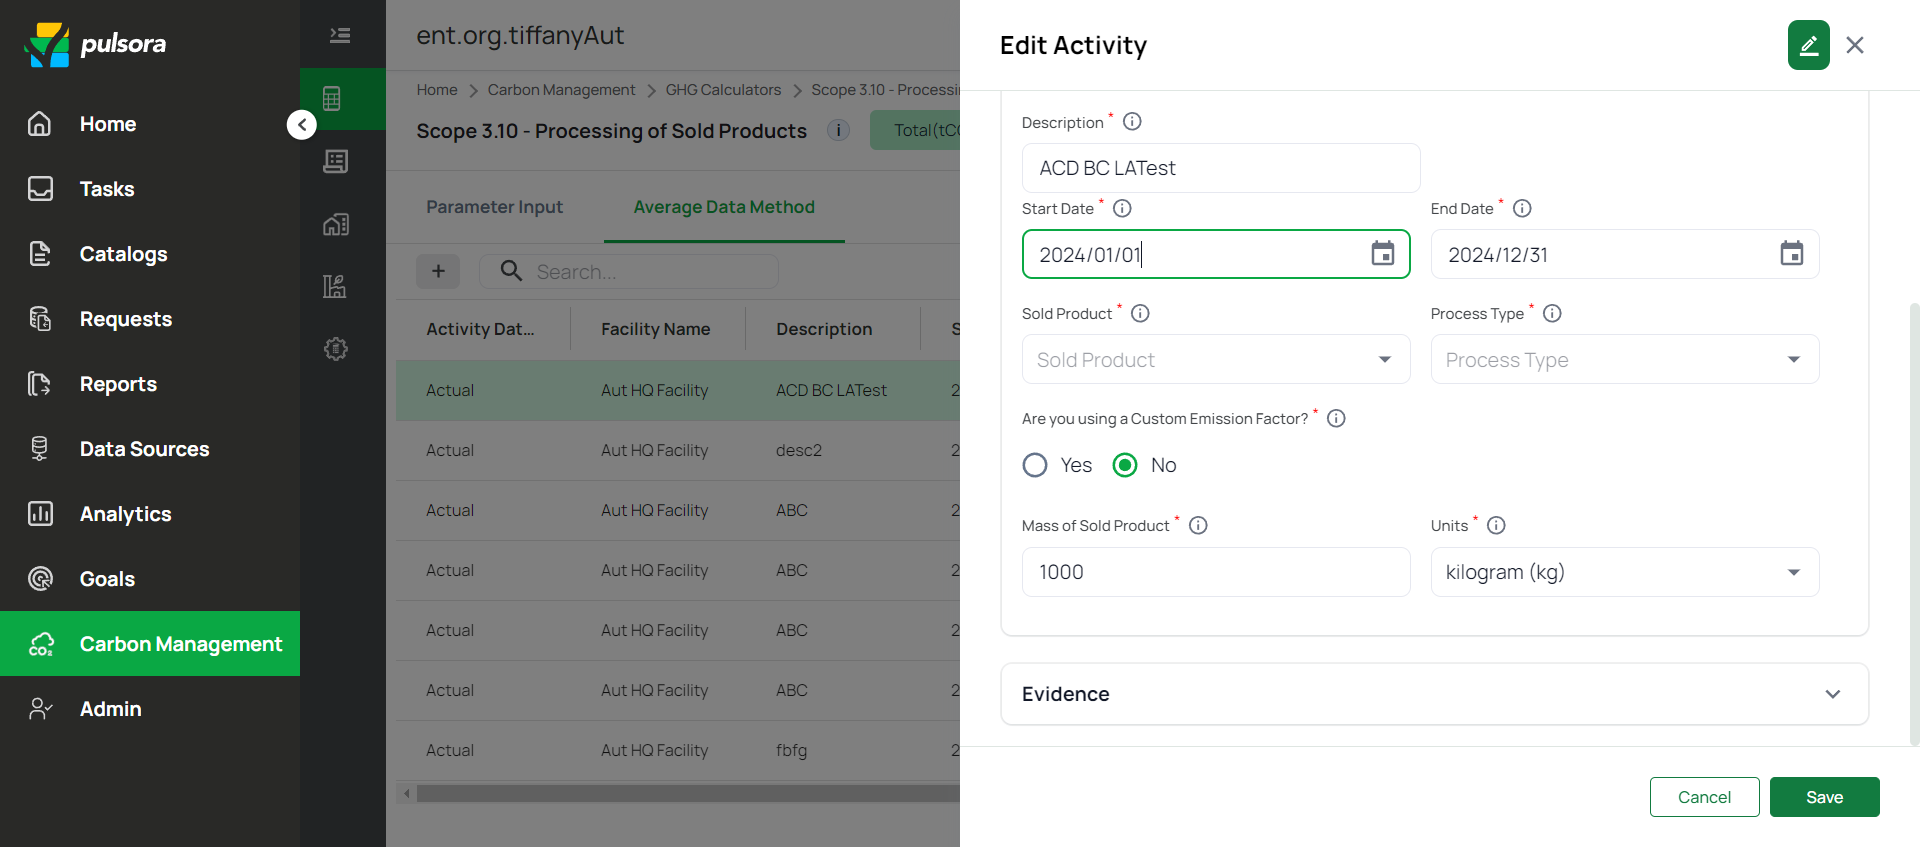 pulsora
Home
Tasks
Catalogs
Requests
Reports
Data Sources
Analytics
Goals
Carbon Management
Admin
ent.org.tiffanyAut
Home > Carbon Management > GHG Calculators > Scope 3.10 - Processi
Scope 3.10 - Processing of Sold Products
Total(tCO
Parameter Input
Average Data Method
+
Search...
Activity Dat... Facility Name Description S
Actual Aut HQ Facility ACD BC LATest 2
Actual Aut HQ Facility desc2 2
Actual Aut HQ Facility ABC 2
Actual Aut HQ Facility ABC 2
Actual Aut HQ Facility ABC 2
Actual Aut HQ Facility ABC 2
Actual Aut HQ Facility fbfg 2
Edit Activity
Description *
ACD BC LATest
Start Date * End Date *
2024/01/01 2024/12/31
Sold Product * Process Type *
Sold Product Process Type
Are you using a Custom Emission Factor? *
Yes No
Mass of Sold Product * Units *
1000 kilogram (kg)
Evidence
Cancel Save